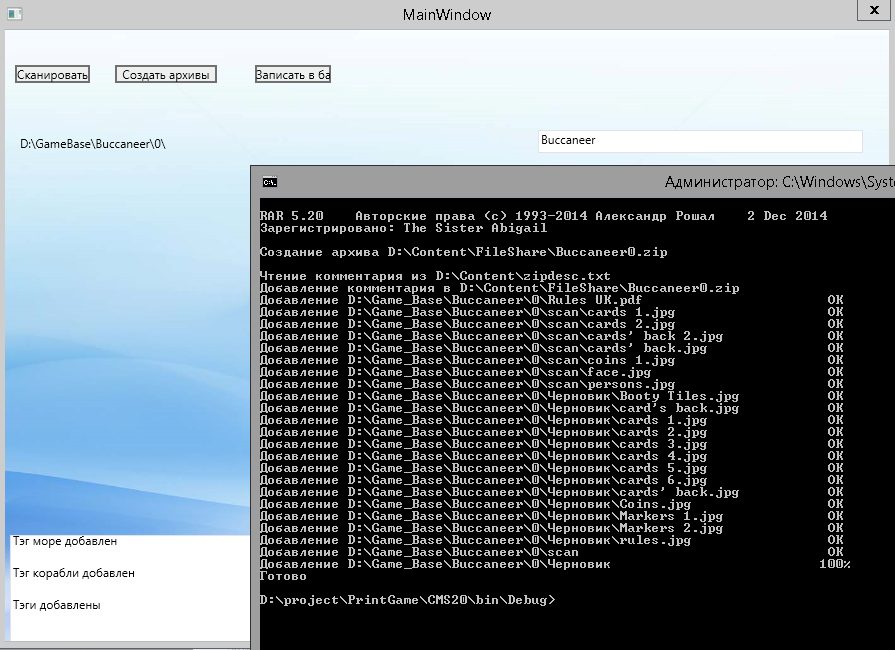 MainWindow
x
Сканировать
Создать архивы
Записать в ба
D:\GameBase\Buccaneer\0\
Buccaneer
C:\.
Администратор: C:\Windows\Syste
RAR 5.20 Авторские права (c) 1993-2014 Александр Рошал 2 Dec 2014
Зарегистрировано: The Sister Abigail
Создание архива D:\Content\FileShare\Buccaneer0.zip
Чтение комментария из D:\Content\zipdesc.txt
Добавление комментария в D:\Content\FileShare\Buccaneer0.zip
Добавление D:\Game_Base\Buccaneer\0\Rules UK.pdf OK
Добавление D:\Game_Base\Buccaneer\0\scan\cards 1.jpg OK
Добавление D:\Game_Base\Buccaneer\0\scan\cards 2.jpg OK
Добавление D:\Game_Base\Buccaneer\0\scan\cards' back 2.jpg OK
Добавление D:\Game_Base\Buccaneer\0\scan\cards' back.jpg OK
Добавление D:\Game_Base\Buccaneer\0\scan\coins 1.jpg OK
Добавление D:\Game_Base\Buccaneer\0\scan\face.jpg OK
Добавление D:\Game_Base\Buccaneer\0\scan\persons.jpg OK
Добавление D:\Game_Base\Buccaneer\0\Черновик\Booty Tiles.jpg OK
Добавление D:\Game_Base\Buccaneer\0\Черновик\card's back.jpg OK
Добавление D:\Game_Base\Buccaneer\0\Черновик\cards 1.jpg OK
Добавление D:\Game_Base\Buccaneer\0\Черновик\cards 2.jpg OK
Добавление D:\Game_Base\Buccaneer\0\Черновик\cards 3.jpg OK
Добавление D:\Game_Base\Buccaneer\0\Черновик\cards 4.jpg OK
Добавление D:\Game_Base\Buccaneer\0\Черновик\cards 5.jpg OK
Добавление D:\Game_Base\Buccaneer\0\Черновик\cards 6.jpg OK
Добавление D:\Game_Base\Buccaneer\0\Черновик\cards' back.jpg OK
Добавление D:\Game_Base\Buccaneer\0\Черновик\Coins.jpg OK
Добавление D:\Game_Base\Buccaneer\0\Черновик\Markers 1.jpg OK
Добавление D:\Game_Base\Buccaneer\0\Черновик\Markers 2.jpg OK
Добавление D:\Game_Base\Buccaneer\0\Черновик\rules.jpg OK
Добавление D:\Game_Base\Buccaneer\0\scan OK
Добавление D:\Game_Base\Buccaneer\0\Черновик 100%
Готово
D:\project\PrintGame\CMS20\bin\Debug>
Тэг море добавлен
Тэг корабли добавлен
Тэги добавлены